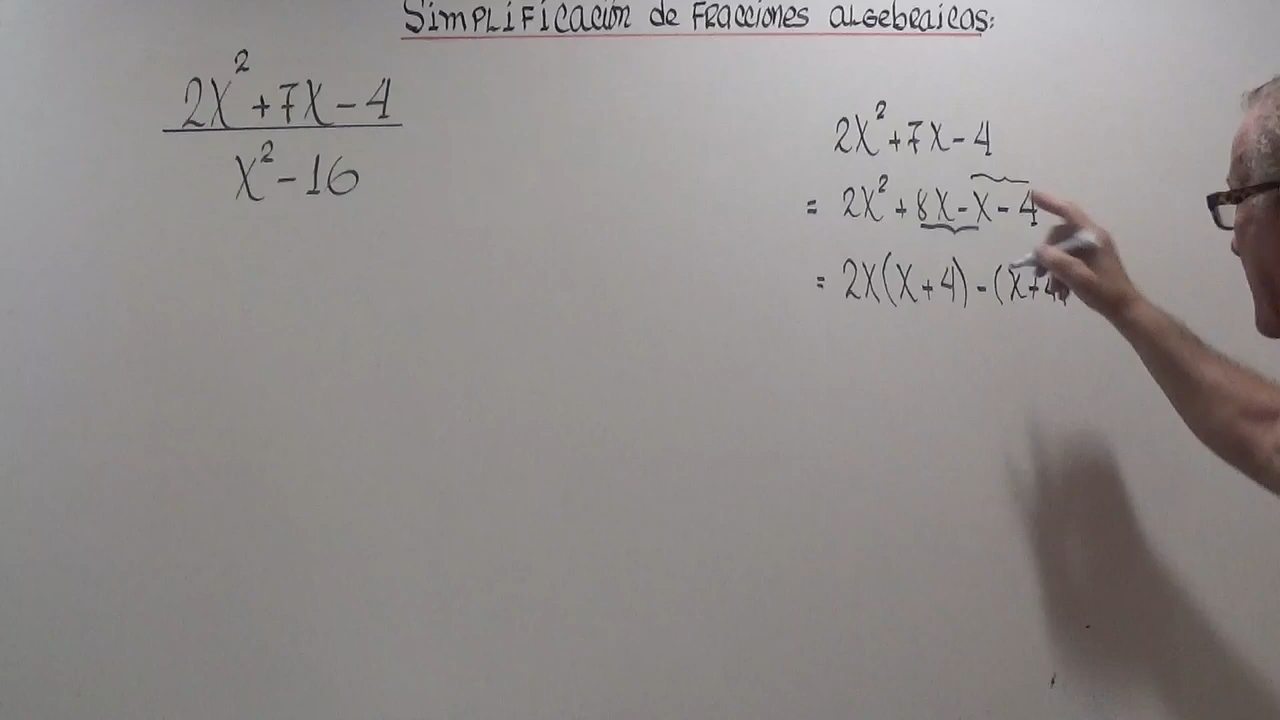 Simplificación de Fracciones algebraicas:
2x² + 7x - 4
x² - 16
2x² + 7x - 4
= 2x² + 8x - x - 4
= 2x(x + 4) - (x + 4)